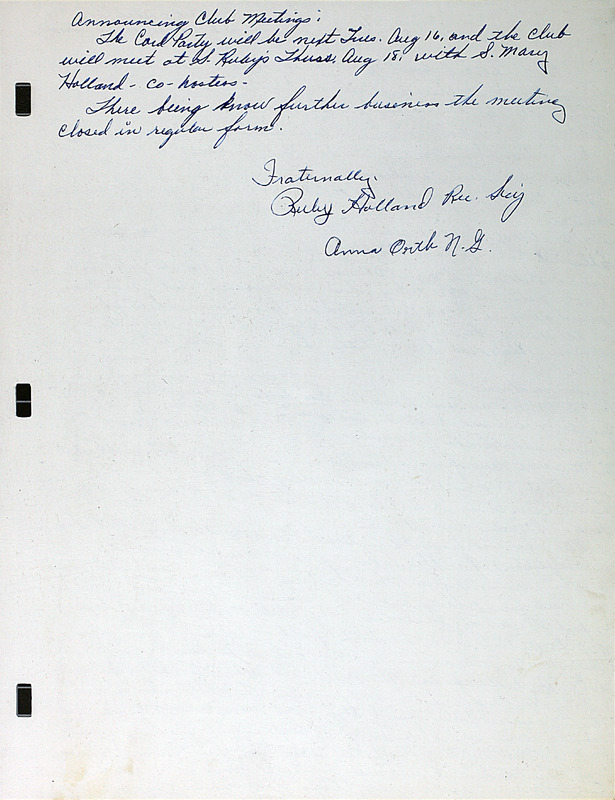 Announcing Club Meetings:
The Card Party will be next Tues. Aug 16, and the club
will meet at S. Ruby's Thurs. Aug 18, with S. Mary
Holland - co-hostess-
There being know further business the meeting
closed in regular form.
Fraternally.
Ruby Holland Rec. Secy
Anna Orth N.G.